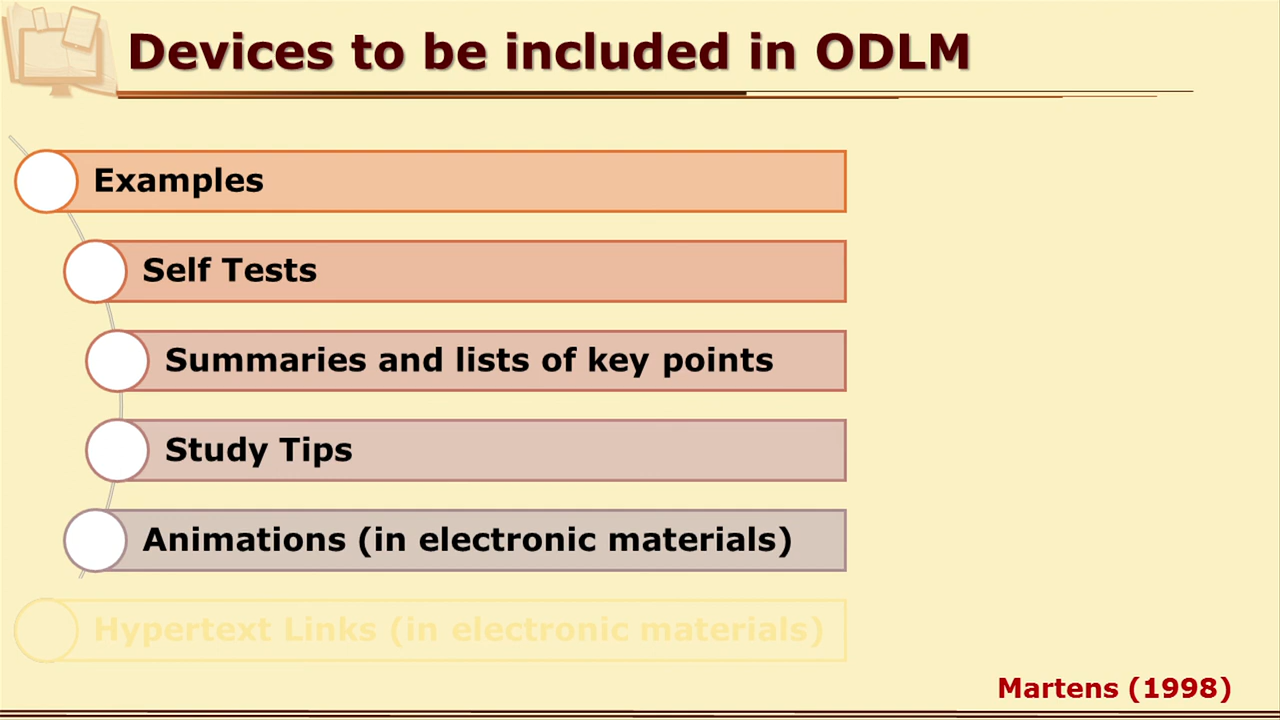 Devices to be included in ODLM
Examples
Self Tests
Summaries and lists of key points
Study Tips
Animations (in electronic materials)
Hypertext Links (in electronic materials)
Martens (1998)